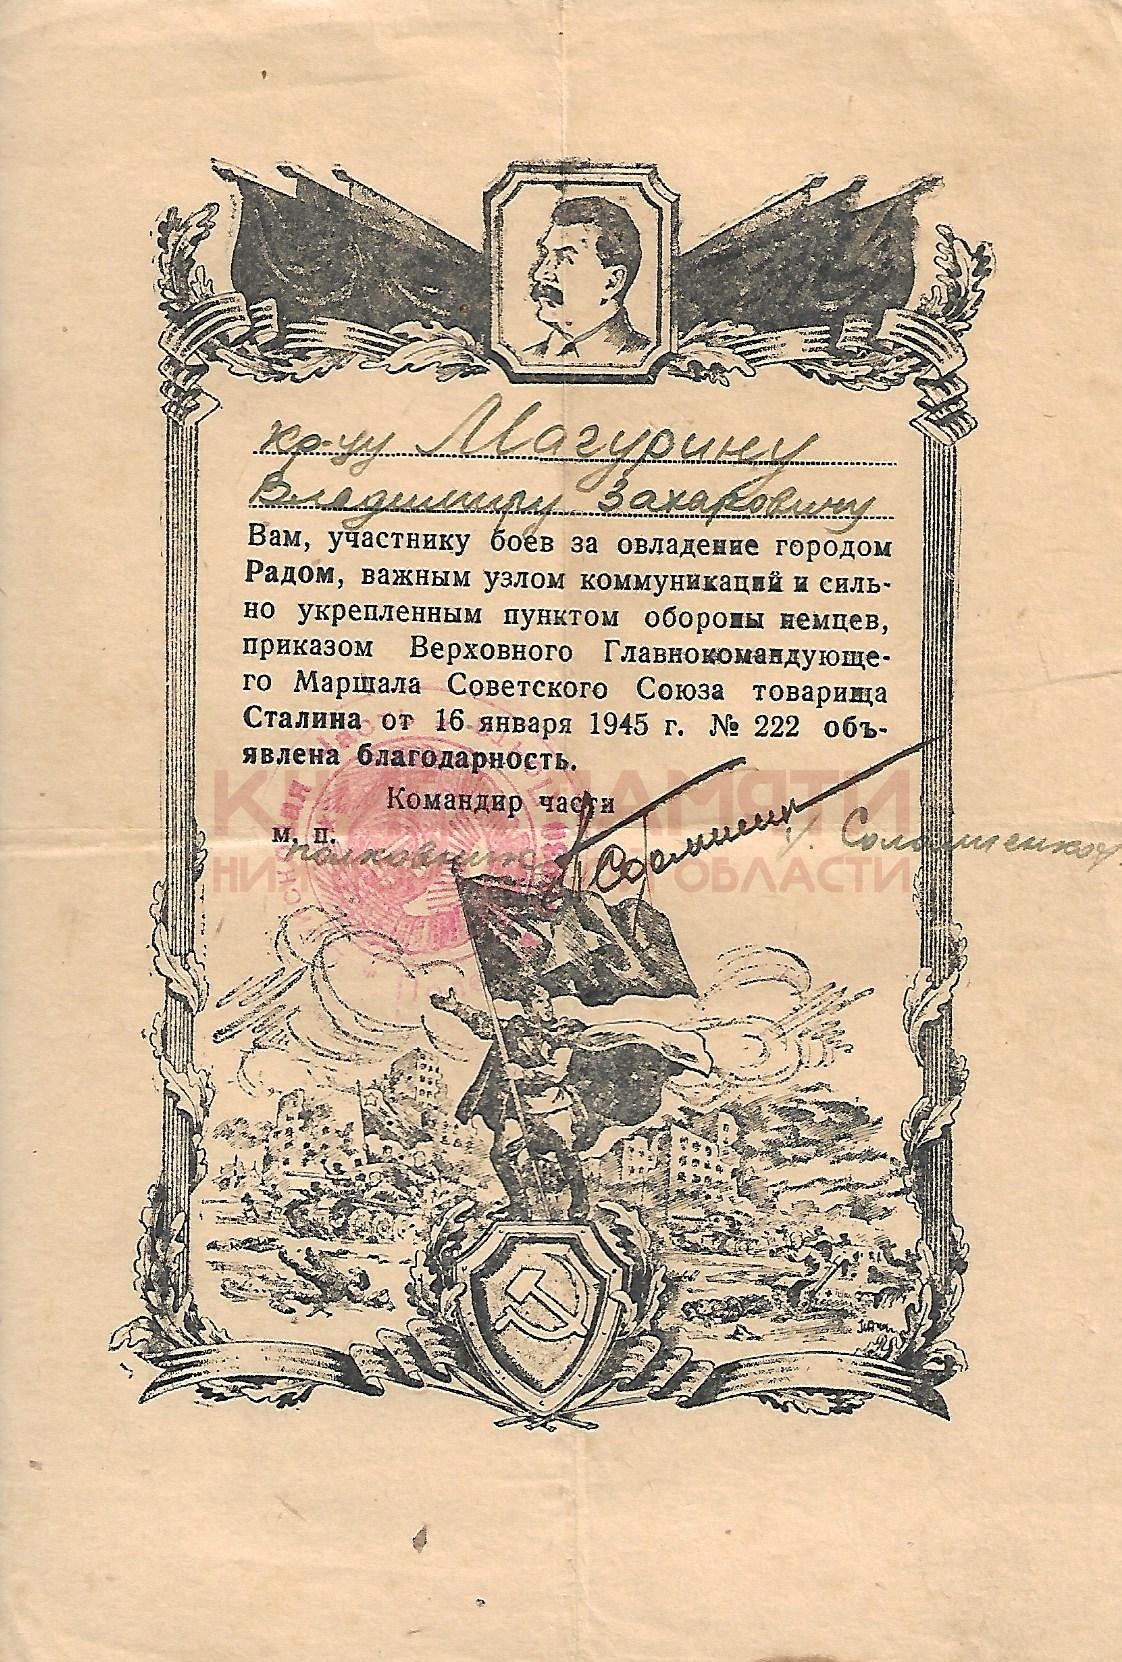 кр-цу Магурину
Владимиру Захаровичу
Вам, участнику боев за овладение городом
Радом, важным узлом коммуникаций и силь-
но укрепленным пунктом обороны немцев,
приказом Верховного Главнокомандующе-
го Маршала Советского Союза товарища
Сталина от 16 января 1945 г. № 222 объ-
явлена благодарность.
КНИГА ПАМЯТИ
Командир части
м. п.
полковник
НИЖЕГОРОДСКОЙ ОБЛАСТИ